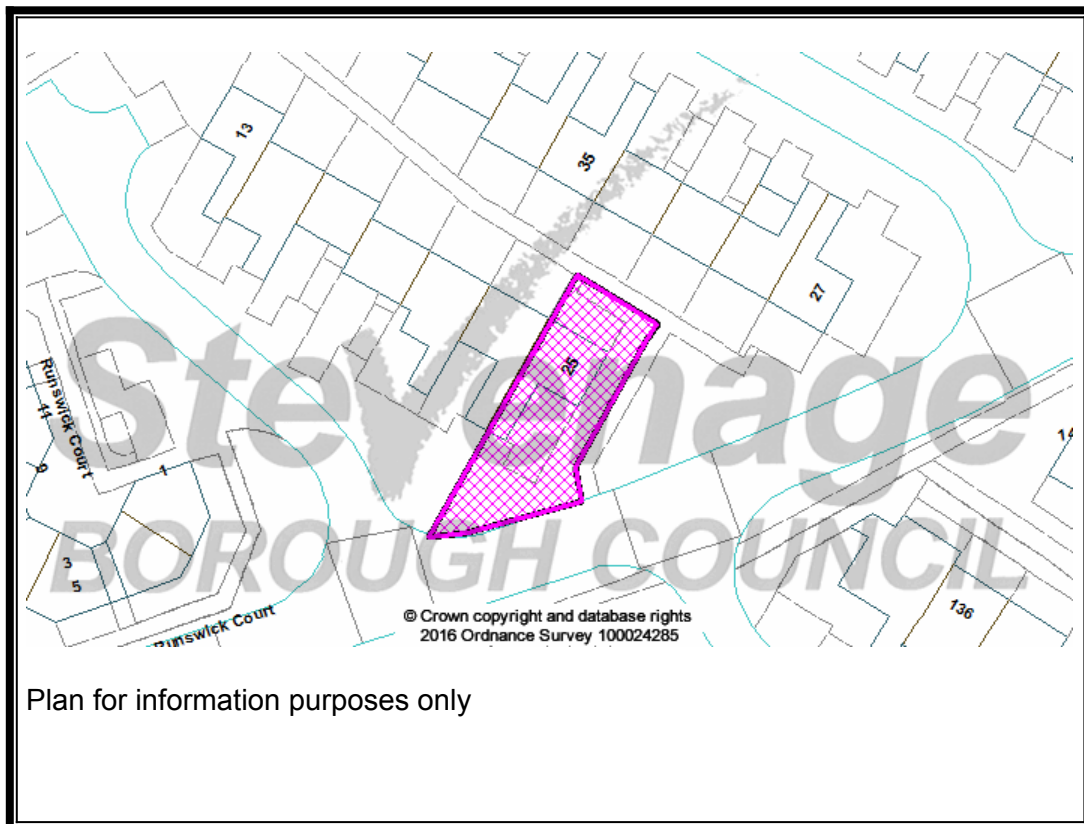 13
35
27
25
Stevenage
BOROUGH COUNCIL
Runswick Court
11
9
1
3
5
14
136
Runswick Court
© Crown copyright and database rights
2016 Ordnance Survey 100024285
Plan for information purposes only